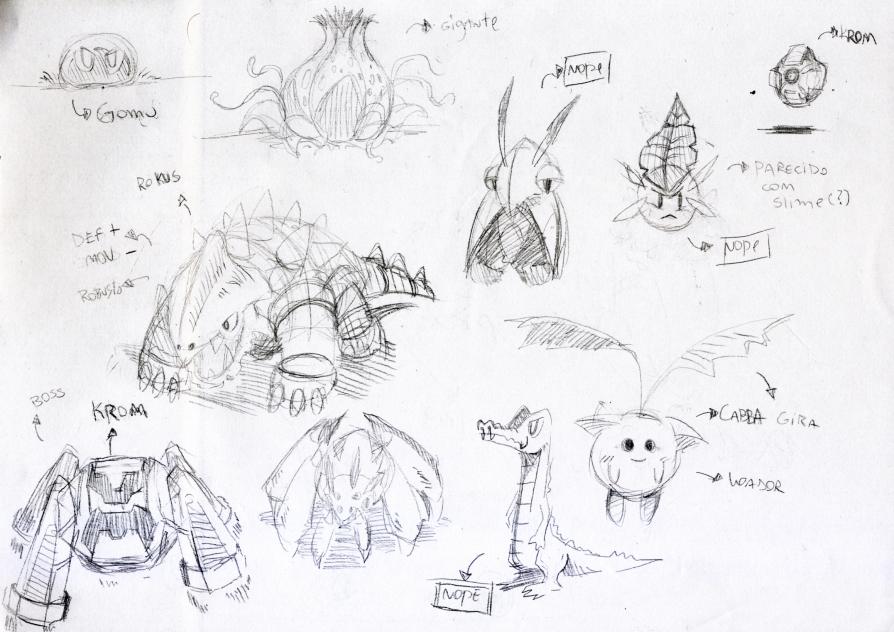 Gomu
Gigante
Nope
KROM
PARECIDO
COM
Slime(?)
Nope
ROKUS
DEF +
MOV -
Robusto
BOSS
KROM
CABRA GIRA
VOADOR
NOPE